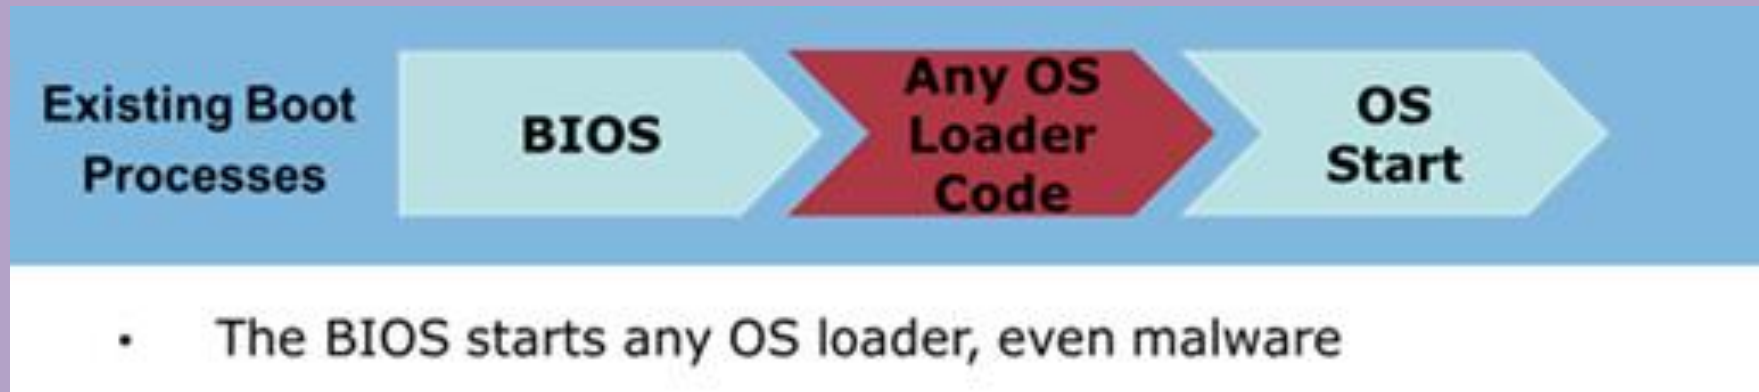 Existing Boot
Processes
BIOS
Any OS
Loader
Code
OS
Start
· The BIOS starts any OS loader, even malware